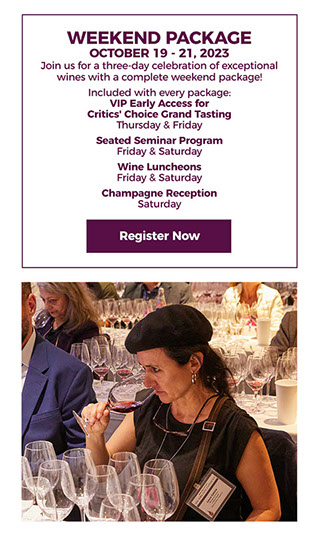 WEEKEND PACKAGE
OCTOBER 19 - 21, 2023
Join us for a three-day celebration of exceptional
wines with a complete weekend package!
Included with every package:
VIP Early Access for
Critics' Choice Grand Tasting
Thursday & Friday
Seated Seminar Program
Friday & Saturday
Wine Luncheons
Friday & Saturday
Champagne Reception
Saturday
Register Now